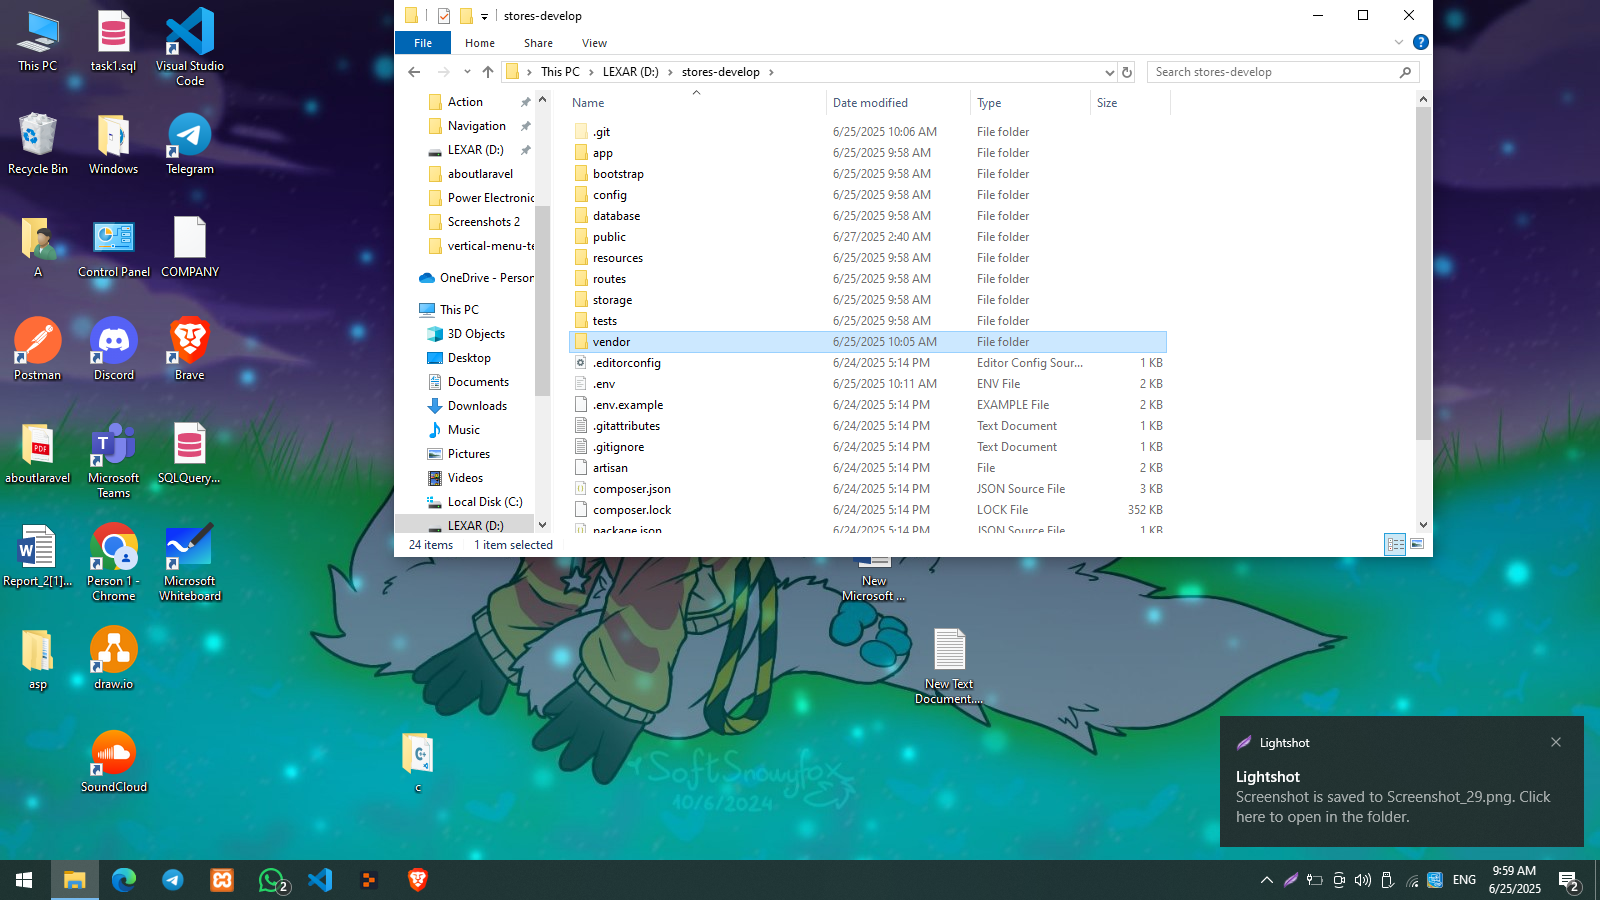 This PC
task1.sql
Visual Studio
Code
Recycle Bin
Windows
Telegram
A
Control Panel
COMPANY
Postman
Discord
Brave
aboutlaravel
Microsoft
Teams
SQLQuery...
Report_2[1]...
Person 1 -
Chrome
Microsoft
Whiteboard
asp
draw.io
SoundCloud
c
New
Microsoft ...
New Text
Document....
SoftSnowyfox
10/6/2024
stores-develop
File
Home
Share
View
This PC
LEXAR (D:)
stores-develop
Search stores-develop
Action
Navigation
LEXAR (D:)
aboutlaravel
Power Electronic
Screenshots 2
vertical-menu-te
OneDrive - Person
This PC
3D Objects
Desktop
Documents
Downloads
Music
Pictures
Videos
Local Disk (C:)
LEXAR (D:)
Name Date modified Type Size
.git 6/25/2025 10:06 AM File folder
app 6/25/2025 9:58 AM File folder
bootstrap 6/25/2025 9:58 AM File folder
config 6/25/2025 9:58 AM File folder
database 6/25/2025 9:58 AM File folder
public 6/27/2025 2:40 AM File folder
resources 6/25/2025 9:58 AM File folder
routes 6/25/2025 9:58 AM File folder
storage 6/25/2025 9:58 AM File folder
tests 6/25/2025 9:58 AM File folder
vendor 6/25/2025 10:05 AM File folder
.editorconfig 6/24/2025 5:14 PM Editor Config Sour... 1 KB
.env 6/25/2025 10:11 AM ENV File 2 KB
.env.example 6/24/2025 5:14 PM EXAMPLE File 2 KB
.gitattributes 6/24/2025 5:14 PM Text Document 1 KB
.gitignore 6/24/2025 5:14 PM Text Document 1 KB
artisan 6/24/2025 5:14 PM File 2 KB
composer.json 6/24/2025 5:14 PM JSON Source File 3 KB
composer.lock 6/24/2025 5:14 PM LOCK File 352 KB
package.json 6/24/2025 5:14 PM JSON Source File 1 KB
24 items 1 item selected
Lightshot
Lightshot
Screenshot is saved to Screenshot_29.png. Click
here to open in the folder.
2
ENG
9:59 AM
6/25/2025
2